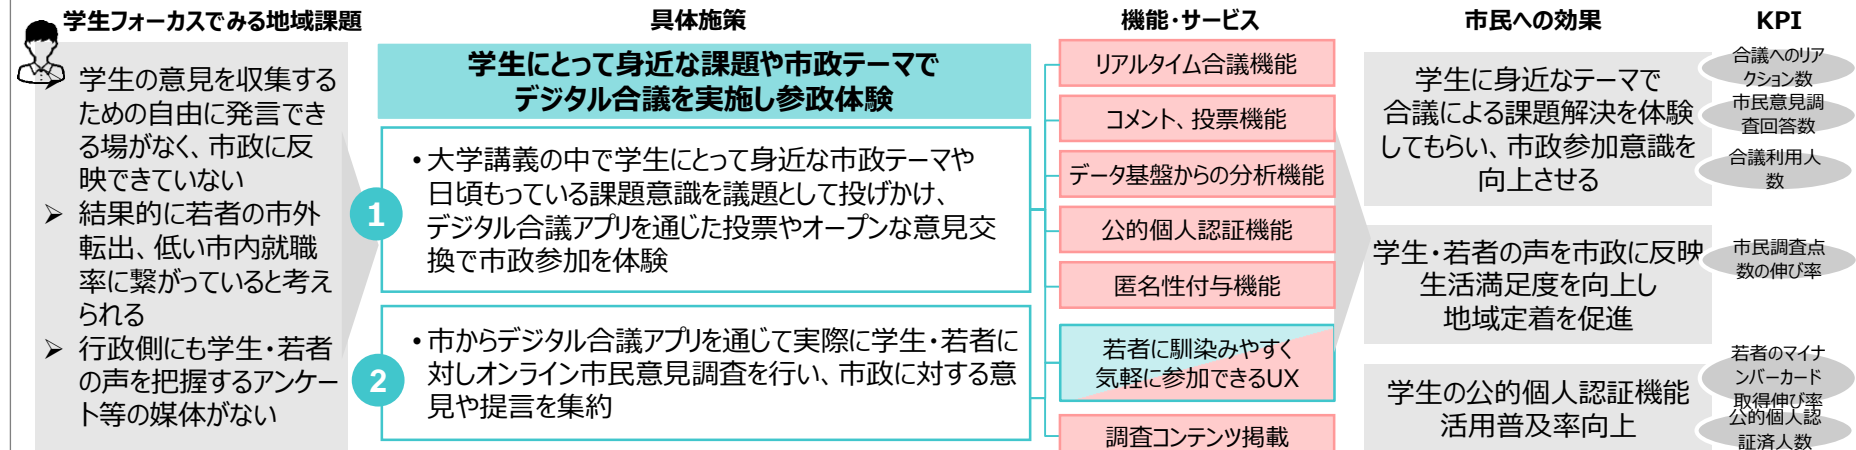 学生フォーカスでみる地域課題
具体施策
機能・サービス
市民への効果
KPI
➢ 学生の意見を収集する
ための自由に発言でき
る場がなく、市政に反
映できていない
➢ 結果的に若者の市外
転出、低い市内就職
率に繋がっていると考え
られる
➢ 行政側にも学生・若者
の声を把握するアンケー
ト等の媒体がない
学生にとって身近な課題や市政テーマで
デジタル合議を実施し参政体験
1
•大学講義の中で学生にとって身近な市政テーマや
日頃もっている課題意識を議題として投げかけ、
デジタル合議アプリを通じた投票やオープンな意見交
換で市政参加を体験
2
•市からデジタル合議アプリを通じて実際に学生・若者に
対しオンライン市民意見調査を行い、市政に対する意
見や提言を集約
リアルタイム合議機能
コメント、投票機能
データ基盤からの分析機能
公的個人認証機能
匿名性付与機能
若者に馴染みやすく
気軽に参加できるUX
調査コンテンツ掲載
学生に身近なテーマで
合議による課題解決を体験
してもらい、市政参加意識を
向上させる
学生・若者の声を市政に反映
生活満足度を向上し
地域定着を促進
学生の公的個人認証機能
活用普及率向上
合議へのリア
クション数
市民意見調
査回答数
合議利用人
数
市民調査点
数の伸び率
若者のマイナ
ンバーカード
取得伸び率
公的個人認
証済人数